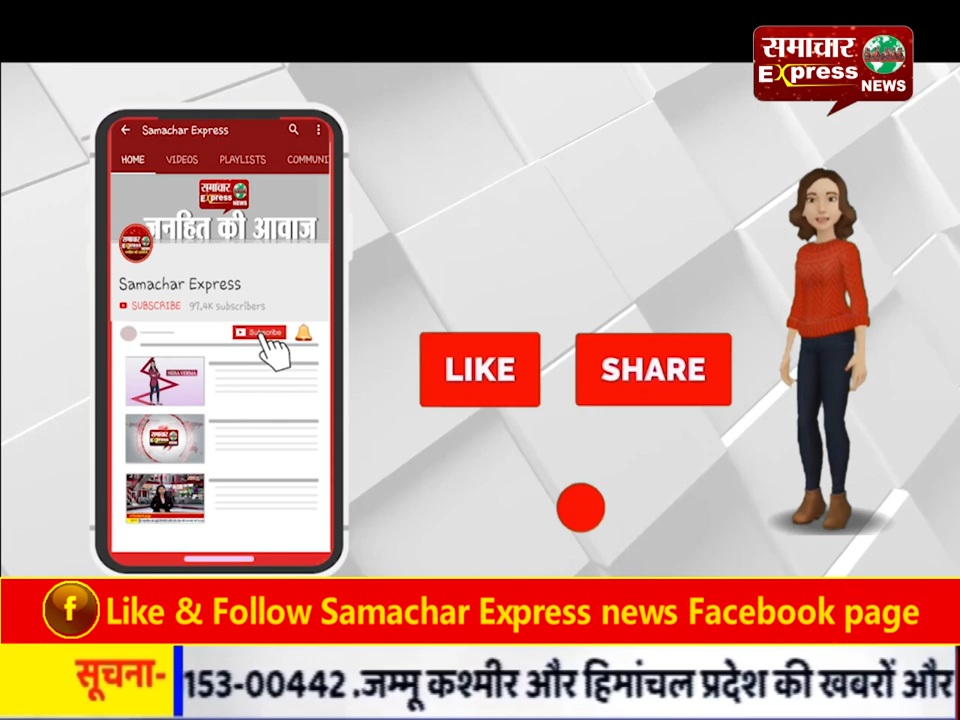 समाचार
Express
NEWS
Samachar Express
HOME VIDEOS PLAYLISTS COMMUNI
समाचार
Express
NEWS
जनहित की आवाज
Samachar Express
SUBSCRIBE 97.4K subscribers
Subscribe
LIKE SHARE
f Like & Follow Samachar Express news Facebook page
सूचना- 153-00442 .जम्मू कश्मीर और हिमांचल प्रदेश की खबरों और